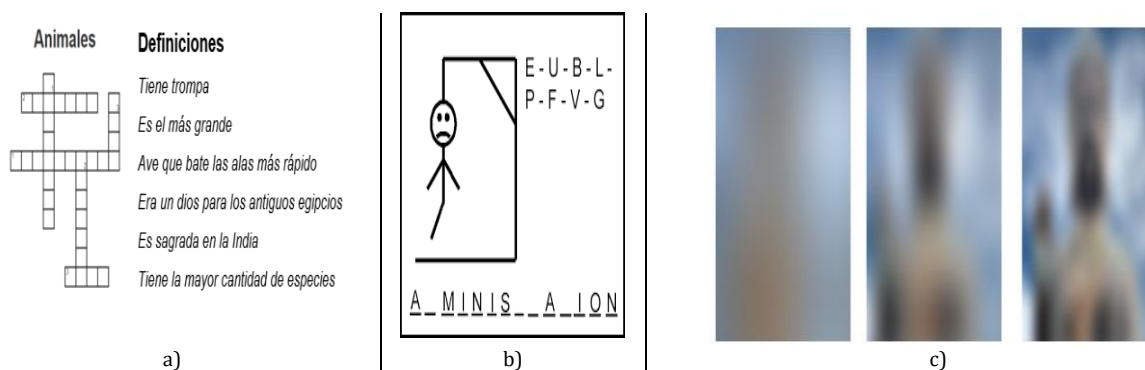 Animales
Definiciones
Tiene trompa
Es el más grande
Ave que bate las alas más rápido
Era un dios para los antiguos egipcios
Es sagrada en la India
Tiene la mayor cantidad de especies
a)
E-U-B-L-
P-F-V-G
A_MINIS__A_ION
b)
c)